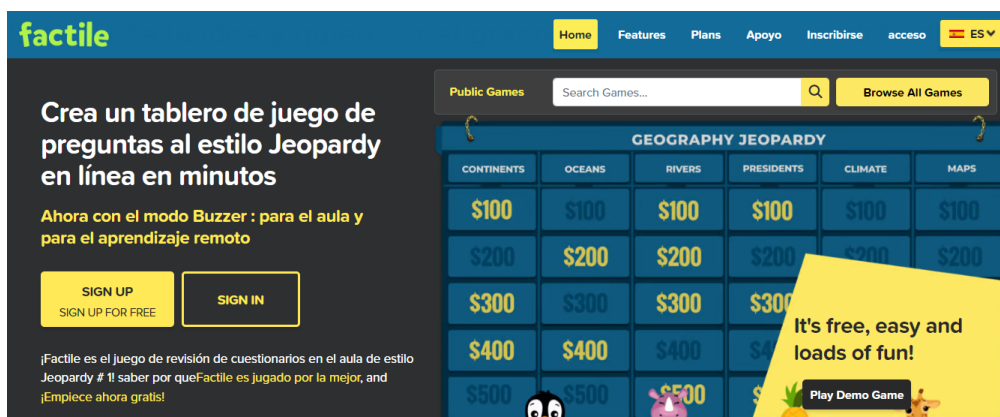 factile
Home Features Plans Apoyo Inscribirse acceso ES
Public Games Search Games... Browse All Games
Crea un tablero de juego de
preguntas al estilo Jeopardy
en línea en minutos
Ahora con el modo Buzzer : para el aula y
para el aprendizaje remoto
SIGN UP
SIGN UP FOR FREE
SIGN IN
¡Factile es el juego de revisión de cuestionarios en el aula de estilo
Jeopardy # 1! saber por queFactile es jugado por la mejor, and
¡Empiece ahora gratis!
GEOGRAPHY JEOPARDY
CONTINENTS OCEANS RIVERS PRESIDENTS CLIMATE MAPS
$100 $100 $100 $100 $100 $100
$200 $200 $200 $200 $200 $200
$300 $300 $300 $300
$400 $400 $400
$500 $500 $500
It's free, easy and
loads of fun!
Play Demo Game